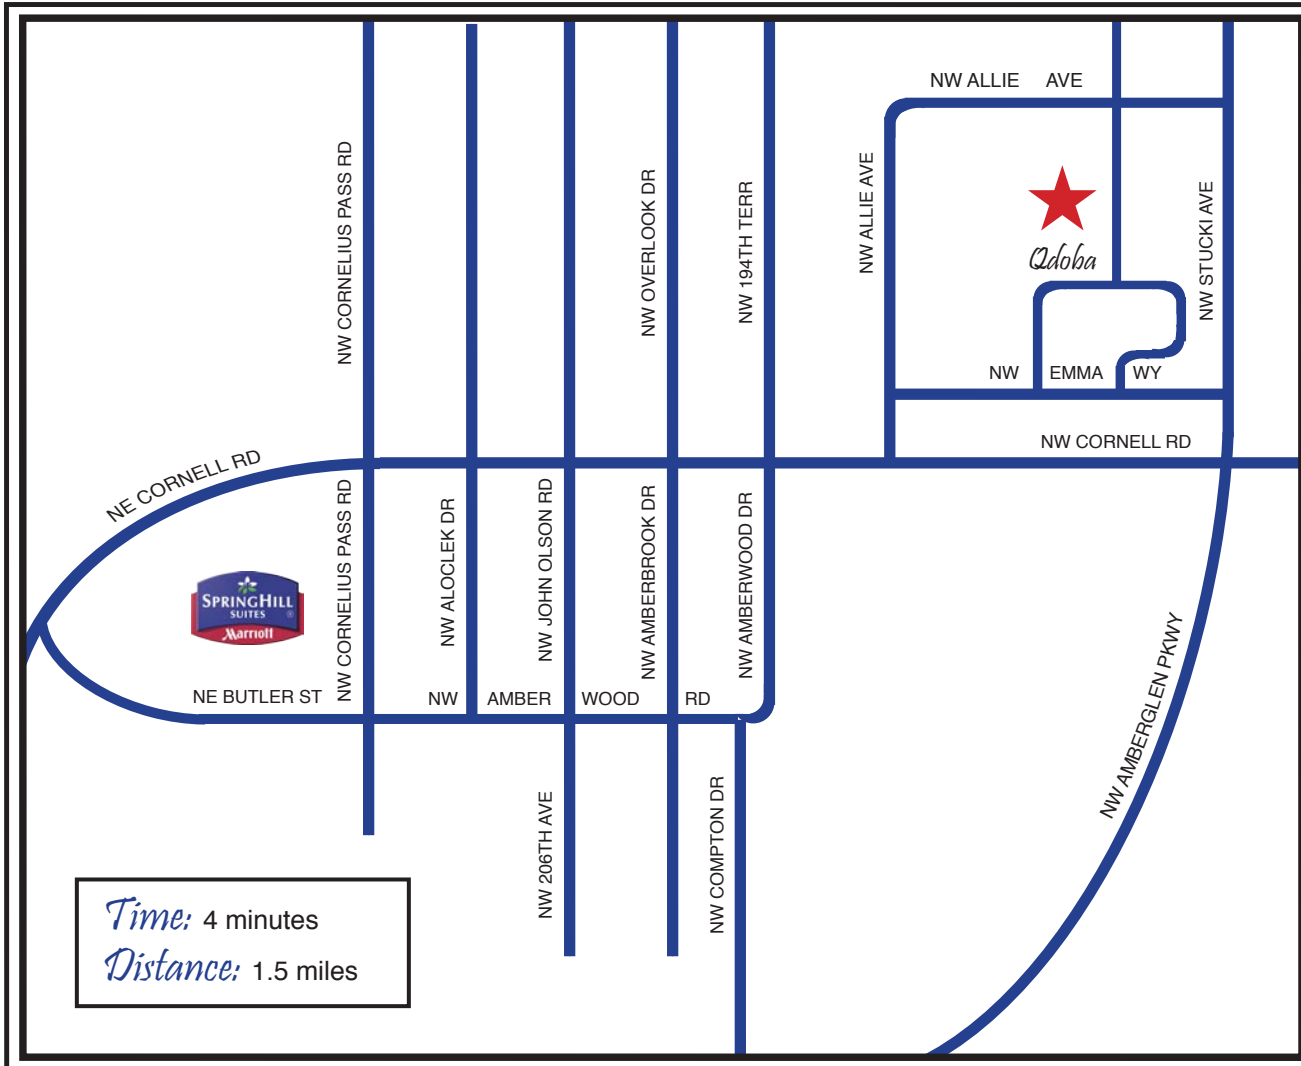 NW ALLIE AVE
NW CORNELIUS PASS RD
NW OVERLOOK DR
NW 194TH TERR
NW ALLIE AVE
NW STUCKI AVE
Qdoba
NW EMMA WY
NW CORNELL RD
NE CORNELL RD
NW CORNELIUS PASS RD
NW ALOCLEK DR
NW JOHN OLSON RD
NW AMBERBROOK DR
NW AMBERWOOD DR
SPRINGHILL
SUITES
®
Marriott
NW AMBERGLEN PKWY
NE BUTLER ST
NW AMBER WOOD RD
NW 206TH AVE
NW COMPTON DR
Time: 4 minutes
Distance: 1.5 miles